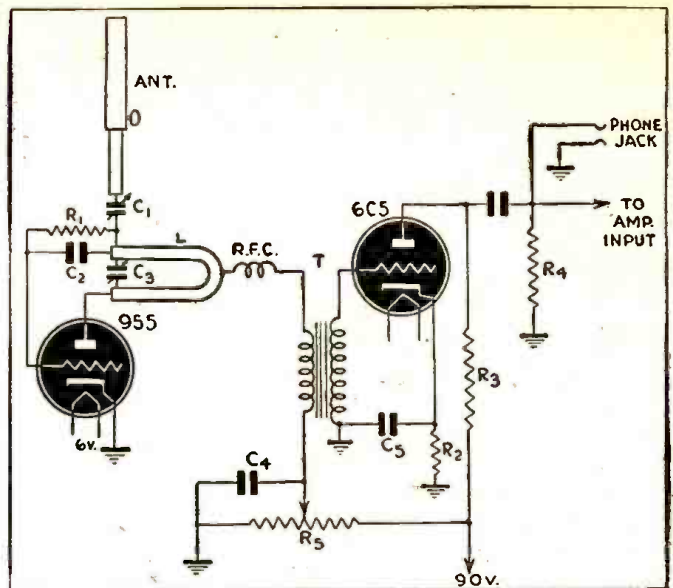 ANT.
C1
R1
L
C2
C3
955
6V.
R.F.C.
T
6C5
PHONE
JACK
TO
AMP.
INPUT
R4
R3
C4
C5
R2
R5
90V.